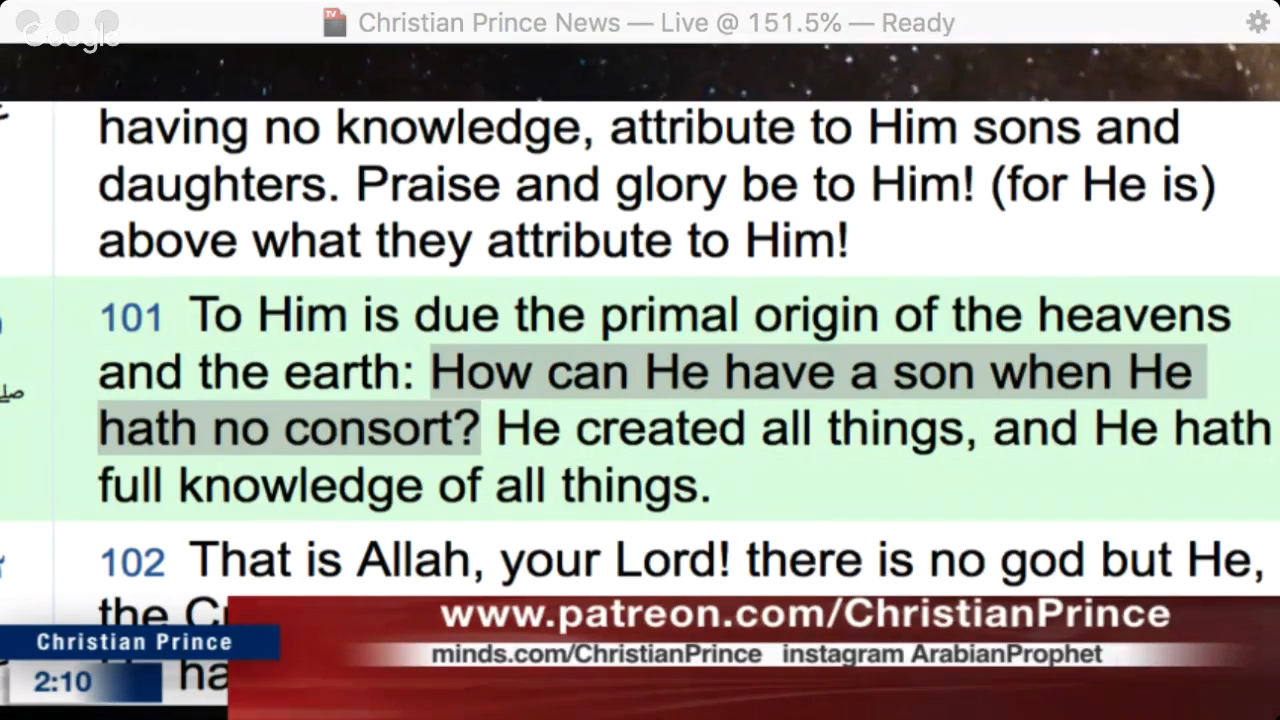 Christian Prince News — Live @ 151.5% — Ready
Google
having no knowledge, attribute to Him sons and
daughters. Praise and glory be to Him! (for He is)
above what they attribute to Him!
101 To Him is due the primal origin of the heavens
and the earth: How can He have a son when He
hath no consort? He created all things, and He hath
full knowledge of all things.
102 That is Allah, your Lord! there is no god but He,
the
www.patreon.com/ChristianPrince
Christian Prince
minds.com/ChristianPrince instagram ArabianProphet
2:10